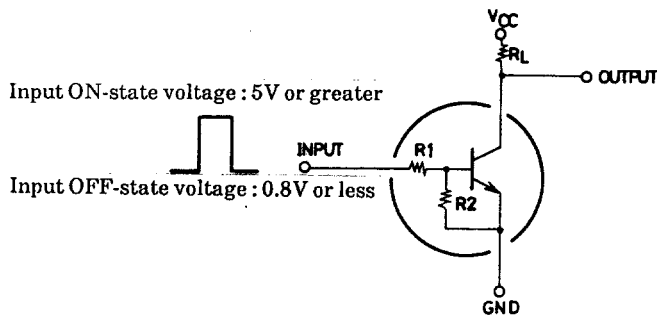 VCC
RL
OUTPUT
Input ON-state voltage : 5V or greater
INPUT
R1
Input OFF-state voltage : 0.8V or less
R2
GND